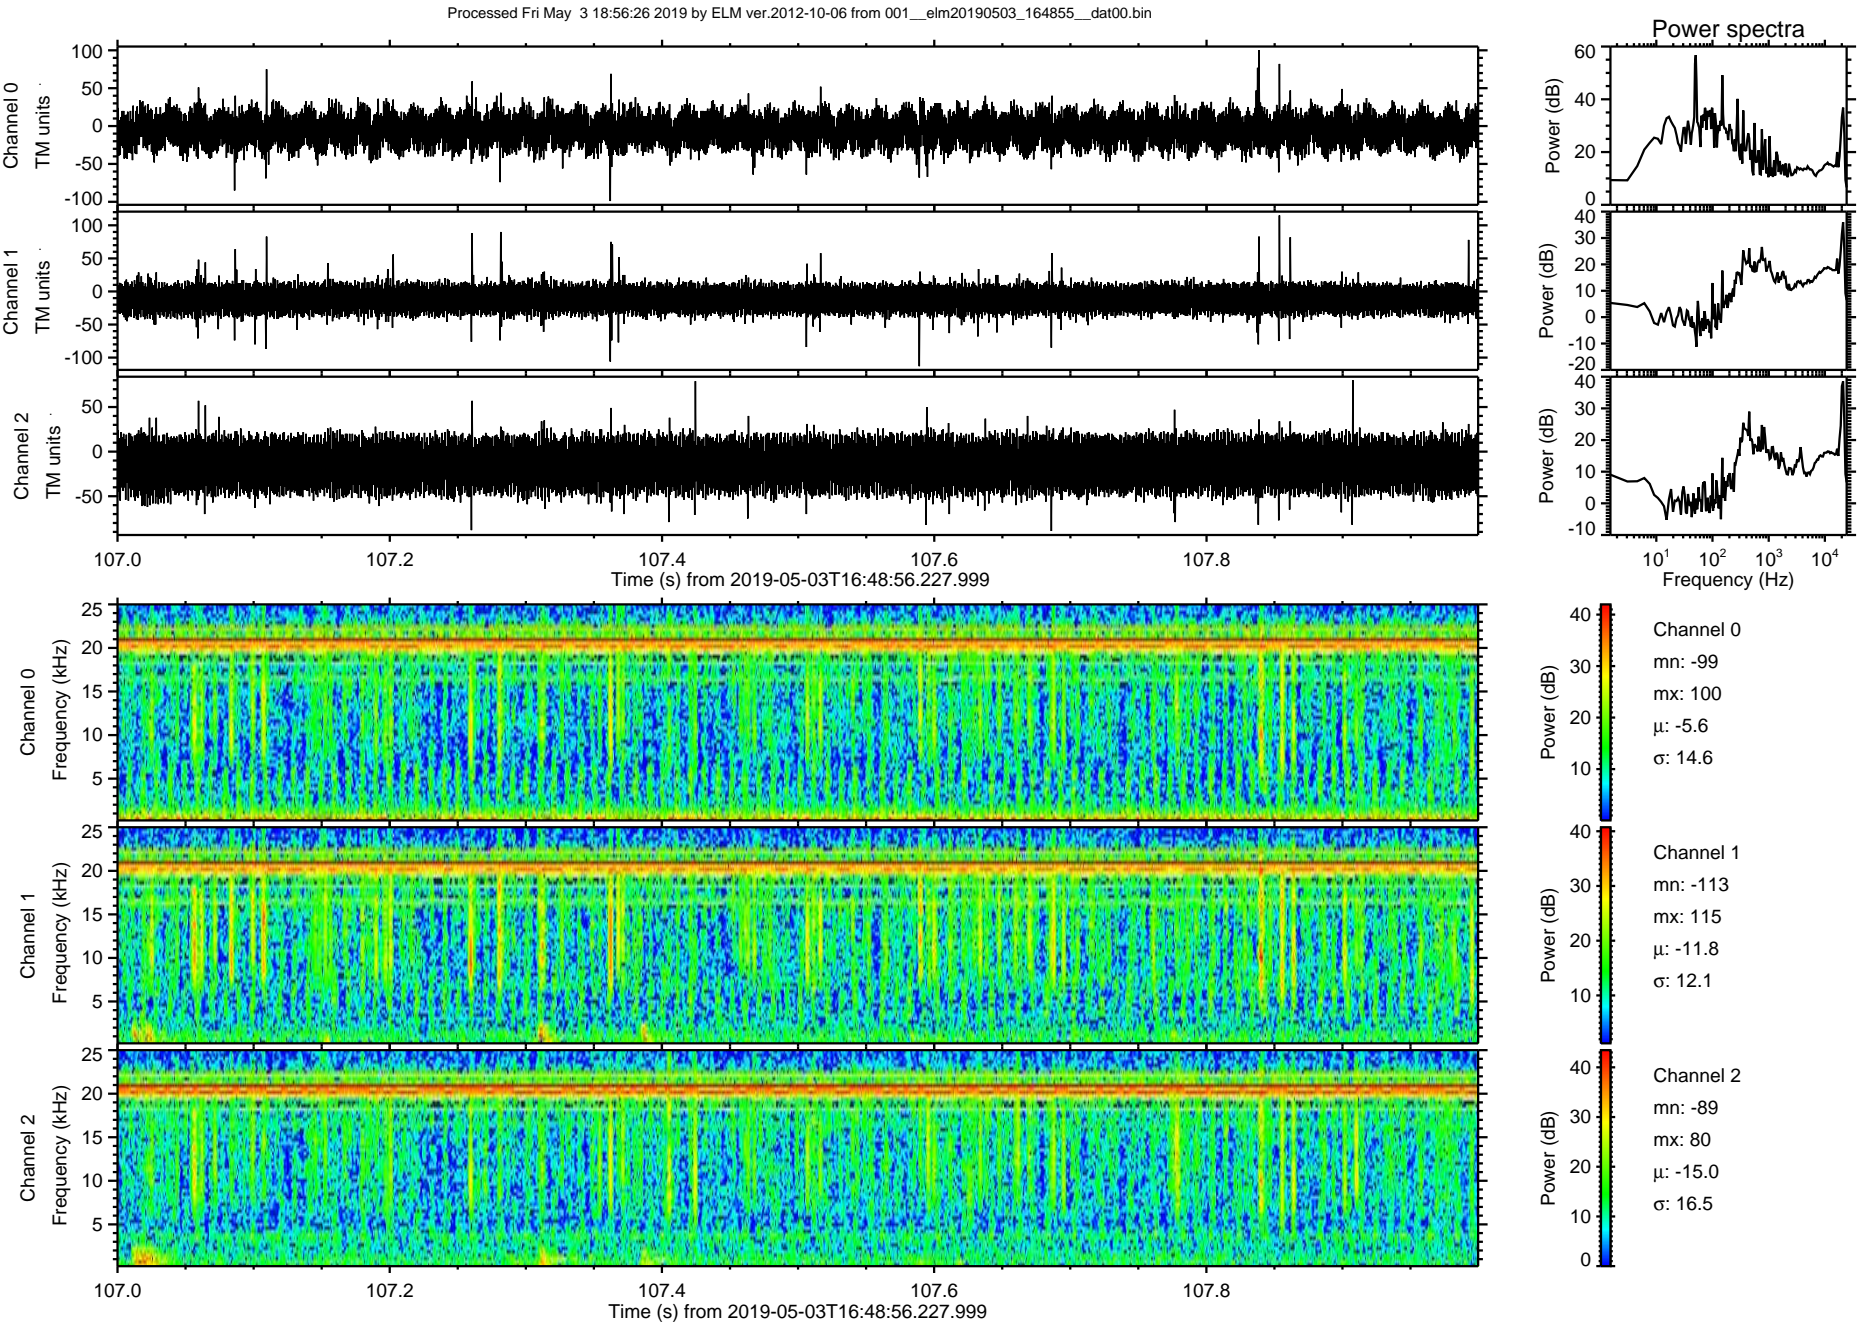 Processed Fri May  3 18:56:26 2019 by ELM ver.2012-10-06 from 001__elm20190503_164855__dat00.bin
Power spectra
Channel 0
TM units
100
50
0
-50
-100
Power (dB)
60
40
20
0
Channel 1
TM units
100
50
0
-50
-100
Power (dB)
40
30
20
10
0
-10
-20
Channel 2
TM units
50
0
-50
Power (dB)
40
30
20
10
0
-10
107.0 107.2 107.4 107.6 107.8
Time (s) from 2019-05-03T16:48:56.227.999
10^1 10^2 10^3 10^4
Frequency (Hz)
Channel 0
Frequency (kHz)
25
20
15
10
5
Power (dB)
40
30
20
10
Channel 0
mn: -99
mx: 100
μ: -5.6
σ: 14.6
Channel 1
Frequency (kHz)
25
20
15
10
5
Power (dB)
40
30
20
10
Channel 1
mn: -113
mx: 115
μ: -11.8
σ: 12.1
Channel 2
Frequency (kHz)
25
20
15
10
5
Power (dB)
40
30
20
10
0
Channel 2
mn: -89
mx: 80
μ: -15.0
σ: 16.5
107.0 107.2 107.4 107.6 107.8
Time (s) from 2019-05-03T16:48:56.227.999